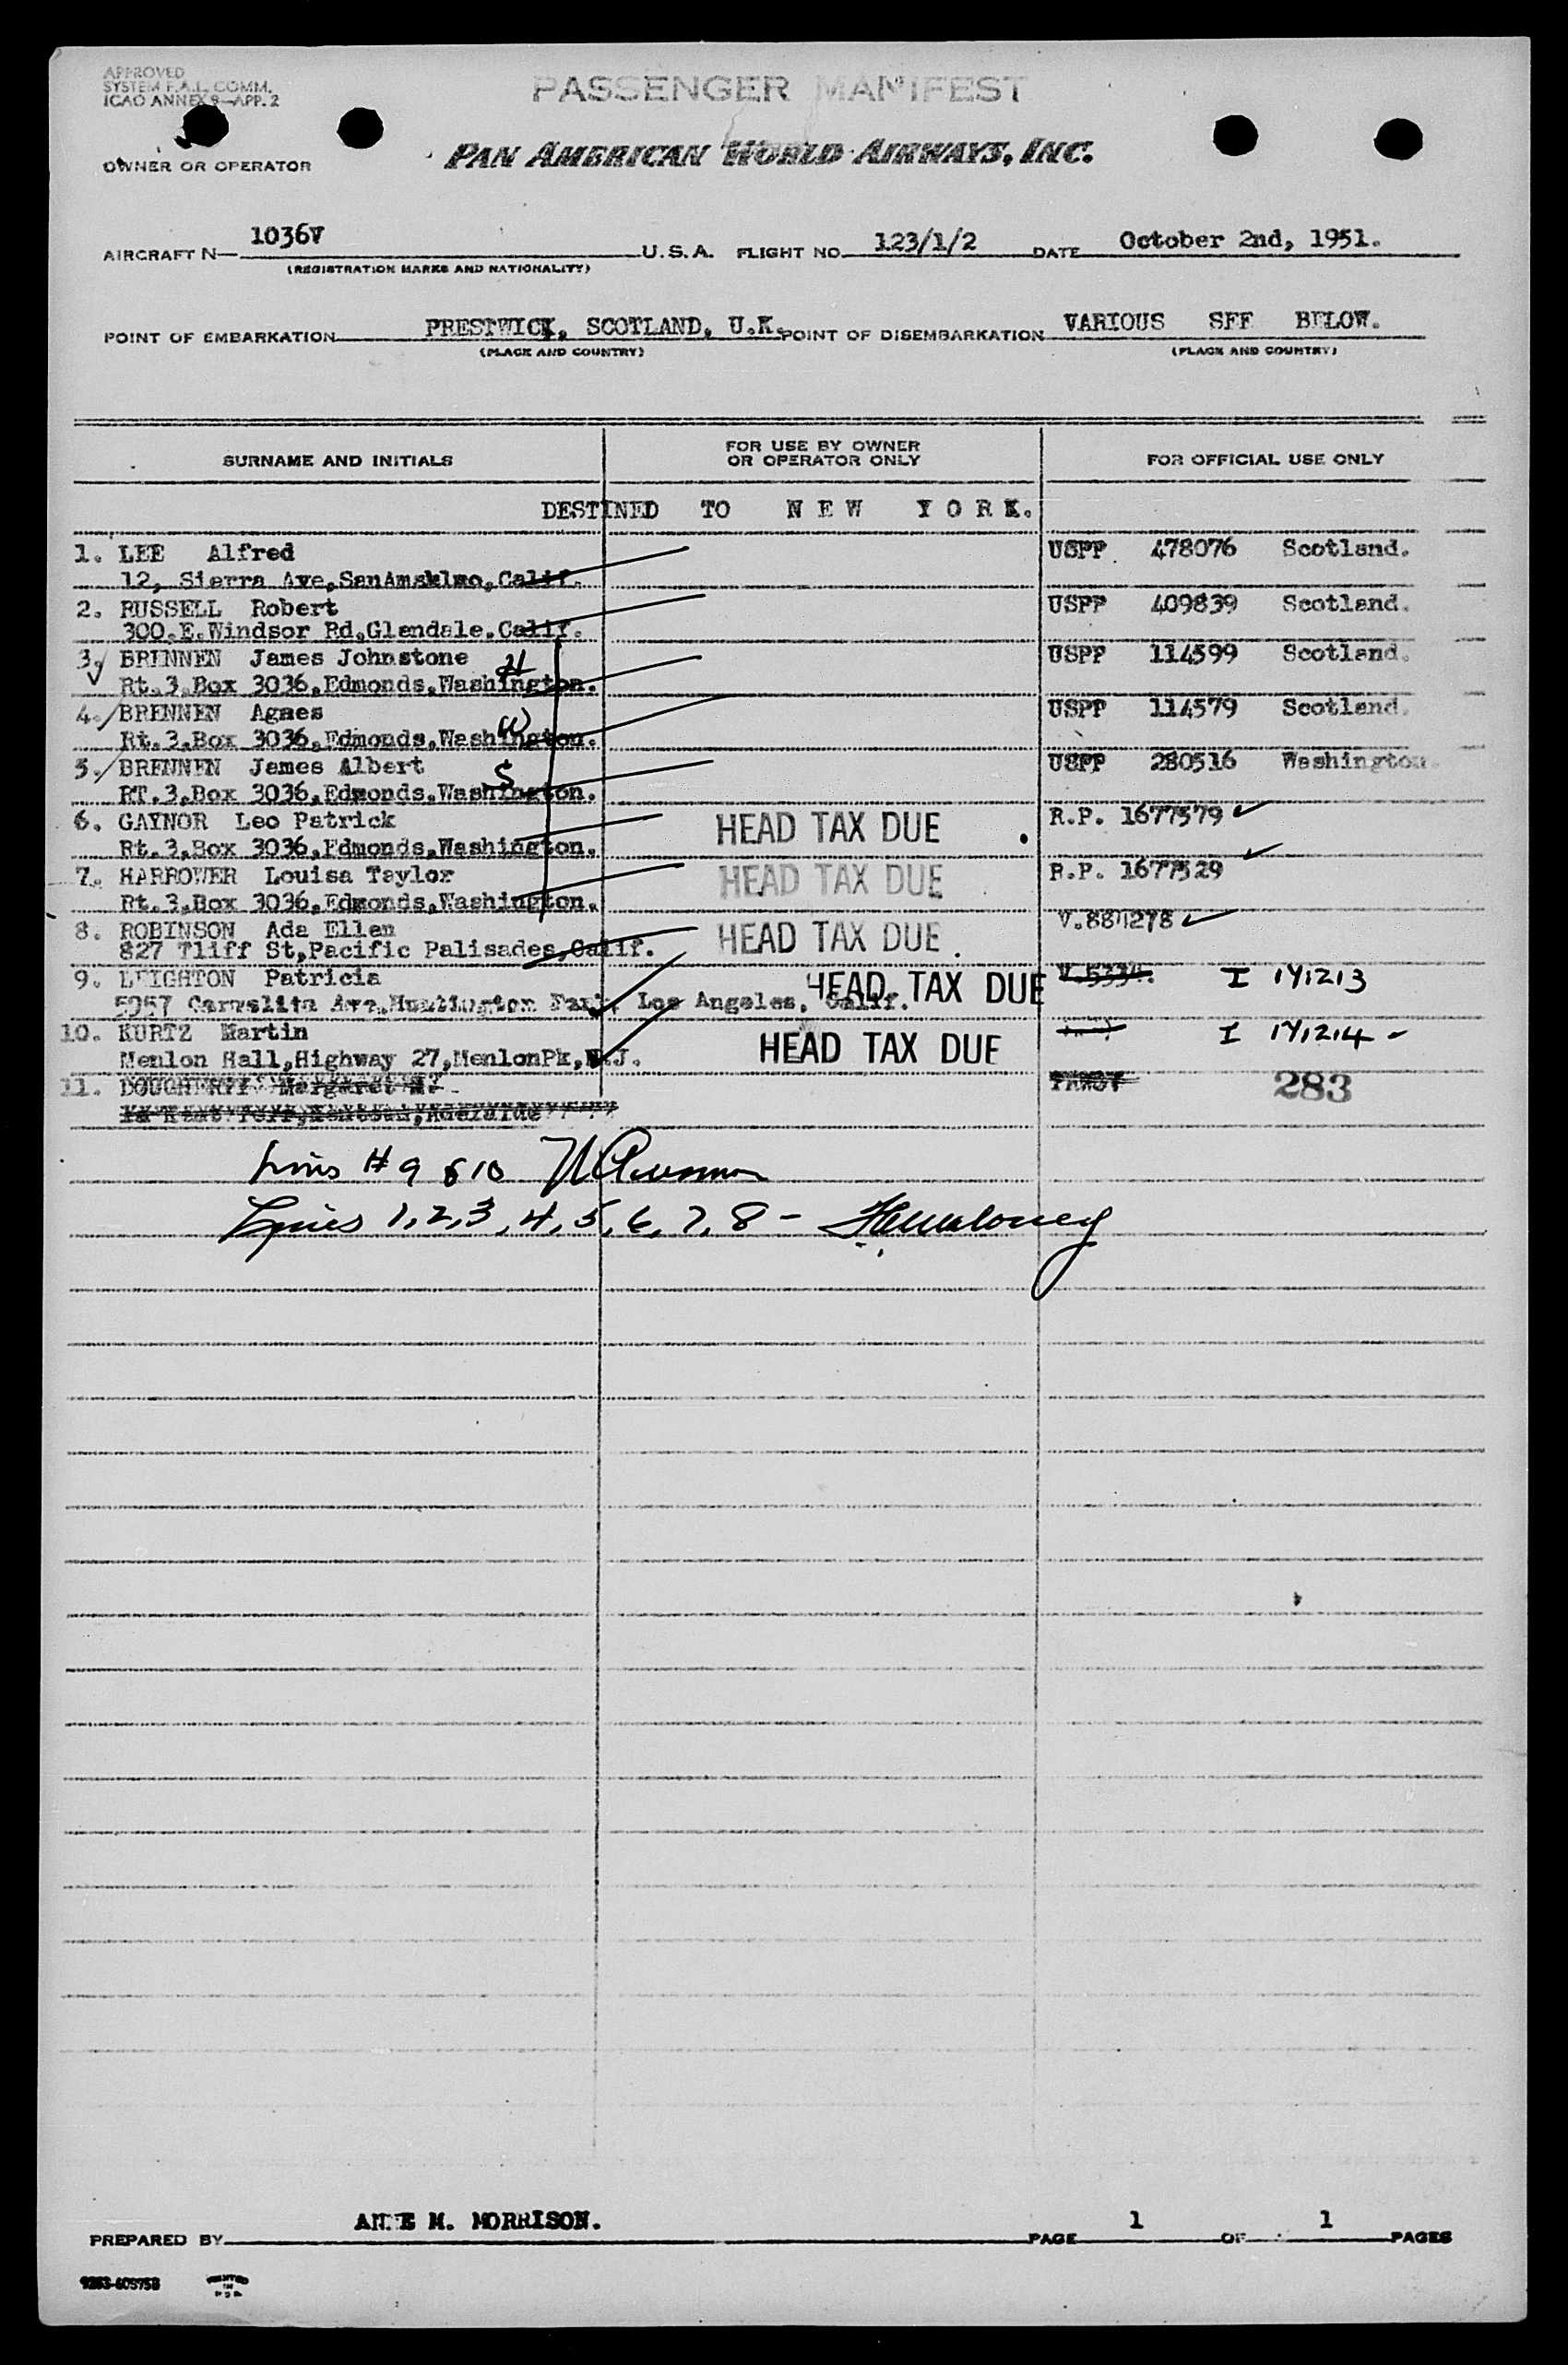 APPROVED
SYSTEM F.A.L. COMM.
ICAO ANNEX 9—APP. 2
PASSENGER MANIFEST
OWNER OR OPERATOR
PAN AMERICAN WORLD AIRWAYS, INC.
AIRCRAFT N— 1036V U.S.A. FLIGHT NO. 123/1/2 DATE October 2nd, 1951.
(REGISTRATION MARKS AND NATIONALITY)
POINT OF EMBARKATION PRESTWICK, SCOTLAND, U.K. POINT OF DISEMBARKATION VARIOUS SEE BELOW.
(PLACE AND COUNTRY) (PLACE AND COUNTRY)
SURNAME AND INITIALS FOR USE BY OWNER OR OPERATOR ONLY FOR OFFICIAL USE ONLY
DESTINED TO NEW YORK.
1. LEE Alfred USPP 478076 Scotland.
12, Sierra Ave, Calif.
2. RUSSELL Robert USPP 409839 Scotland.
300.E.Windsor Rd,Glendale.Calif.
3. BRENNEN James Johnstone H USPP 114599 Scotland.
Rt.3.Box 3036,Edmonds,Washington.
4. BRENNEN Agnes W USPP 114579 Scotland.
Rt.3.Box 3036,Edmonds,Washington.
5. BRENNEN James Albert S USPP 280516 Washington.
RT.3.Box 3036,Edmonds.Washington.
6. GAYNOR Leo Patrick HEAD TAX DUE R.P. 1677579
Rt.3.Box 3036,Edmonds,Washington.
7. HARROWER Louisa Taylor HEAD TAX DUE R.P. 1677529
Rt.3.Box 3036,Edmonds,Washington.
8. ROBINSON Ada Ellen HEAD TAX DUE
827 Iliff St,Pacific Palisades,Calif.
9. LEIGHTON Patricia HEAD TAX DUE V.5334. I 141213
Los Angeles, Calif.
10. KURTZ Martin HEAD TAX DUE I 141214 -
Menlon Hall,Highway 27,MenlonPk,N.J.
11. DOUGHERTY Margaret 283
Lines # 9 & 10
Lines 1,2,3,4,5,6,7,8 -
PREPARED BY ANNE M. MORRISON. PAGE 1 OF 1 PAGES
PRINTED
IN
U.S.A.